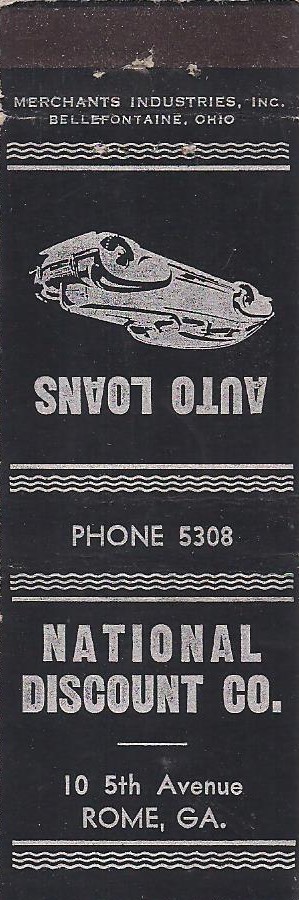 MERCHANTS INDUSTRIES, INC.
BELLEFONTAINE, OHIO
AUTO LOANS
PHONE 5308
NATIONAL
DISCOUNT CO.
10 5th Avenue
ROME, GA.